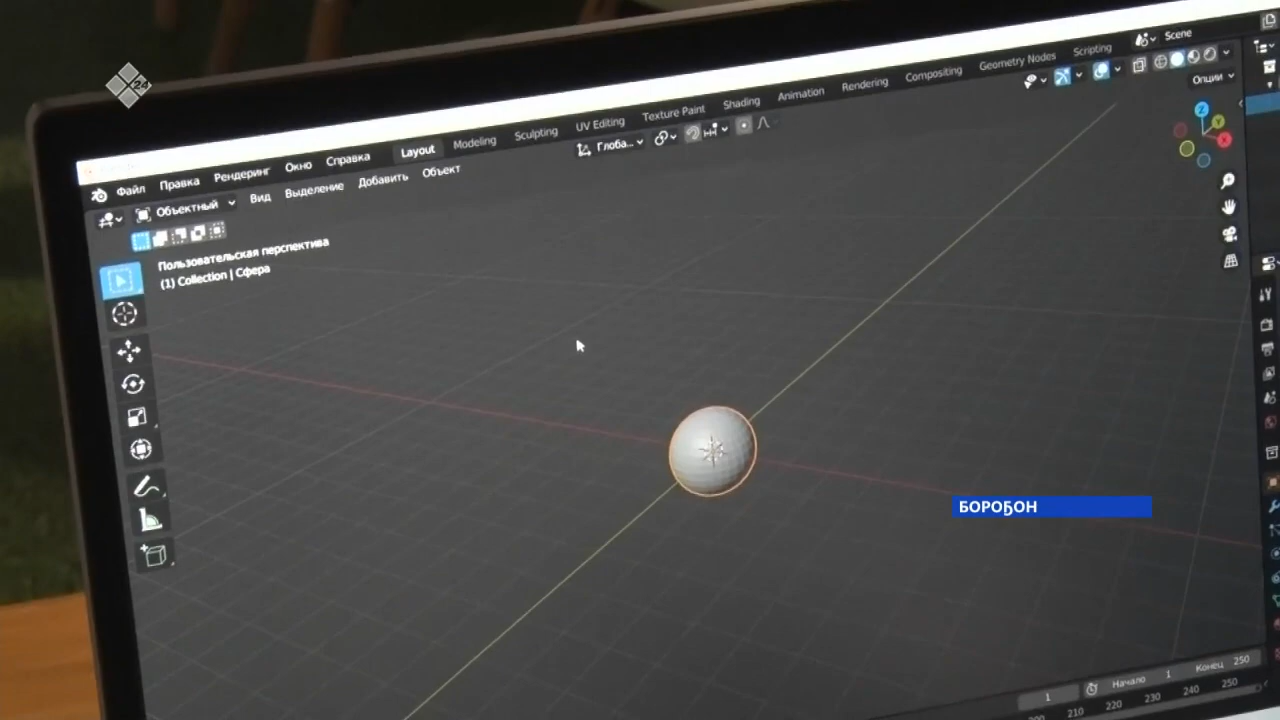 24
Scene
Layout Modeling Sculpting UV Editing Texture Paint Shading Animation Rendering Compositing Geometry Nodes Scripting
Файл Правка Рендеринг Окно Справка
Опции
Глоба...
Объектный Вид Выделение Добавить Объект
Z
Y
X
Пользовательская перспектива
(1) Collection | Сфера
БОРОҔОН
1 Начало 1 Конец 250
200 210 220 230 240 250